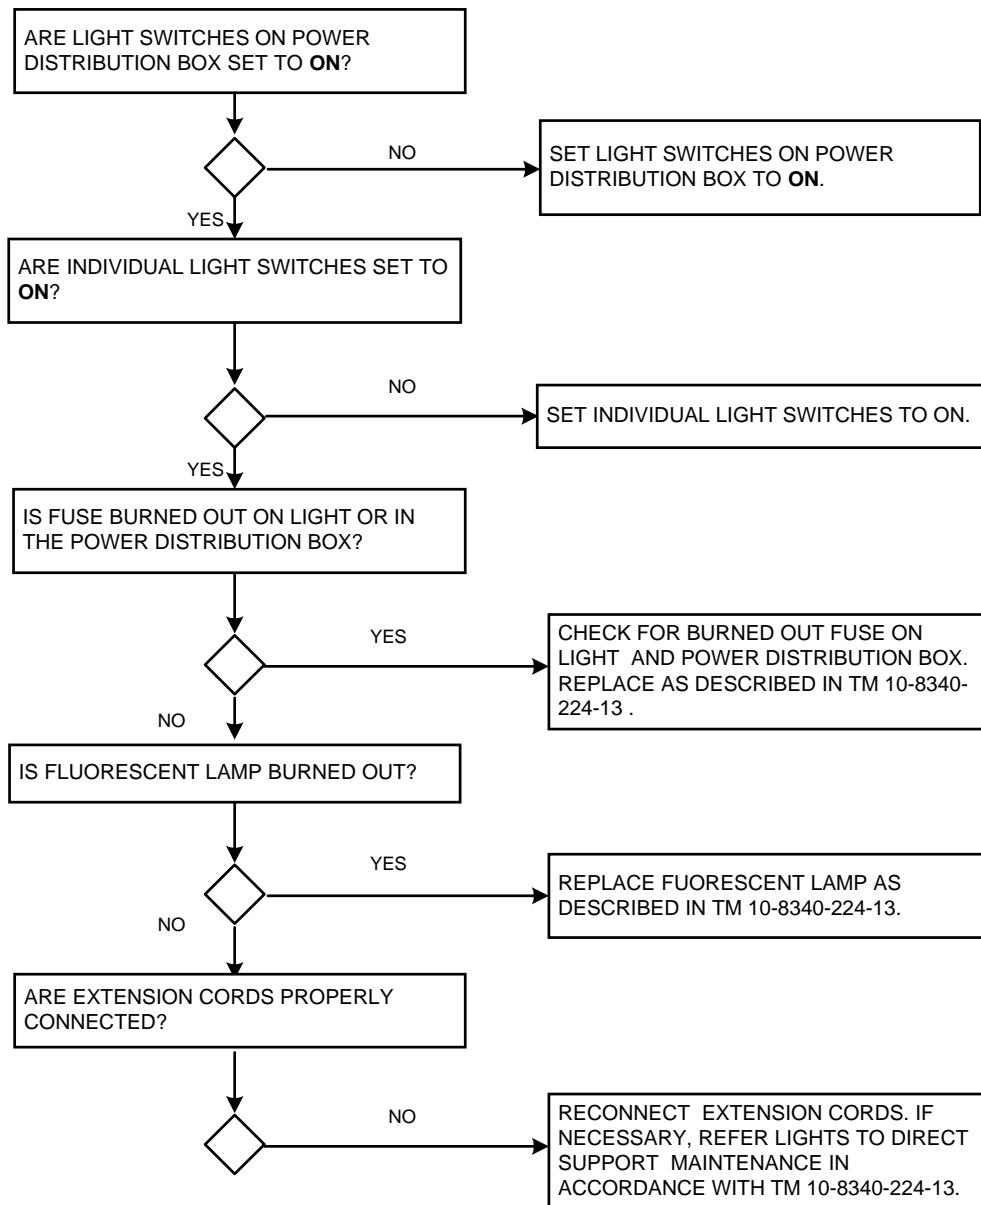 ARE LIGHT SWITCHES ON POWER
DISTRIBUTION BOX SET TO ON?
NO
SET LIGHT SWITCHES ON POWER
DISTRIBUTION BOX TO ON.
YES
ARE INDIVIDUAL LIGHT SWITCHES SET TO
ON?
NO
SET INDIVIDUAL LIGHT SWITCHES TO ON.
YES
IS FUSE BURNED OUT ON LIGHT OR IN
THE POWER DISTRIBUTION BOX?
YES
CHECK FOR BURNED OUT FUSE ON
LIGHT AND POWER DISTRIBUTION BOX.
REPLACE AS DESCRIBED IN TM 10-8340-
224-13 .
NO
IS FLUORESCENT LAMP BURNED OUT?
YES
REPLACE FUORESCENT LAMP AS
DESCRIBED IN TM 10-8340-224-13.
NO
ARE EXTENSION CORDS PROPERLY
CONNECTED?
NO
RECONNECT EXTENSION CORDS. IF
NECESSARY, REFER LIGHTS TO DIRECT
SUPPORT MAINTENANCE IN
ACCORDANCE WITH TM 10-8340-224-13.